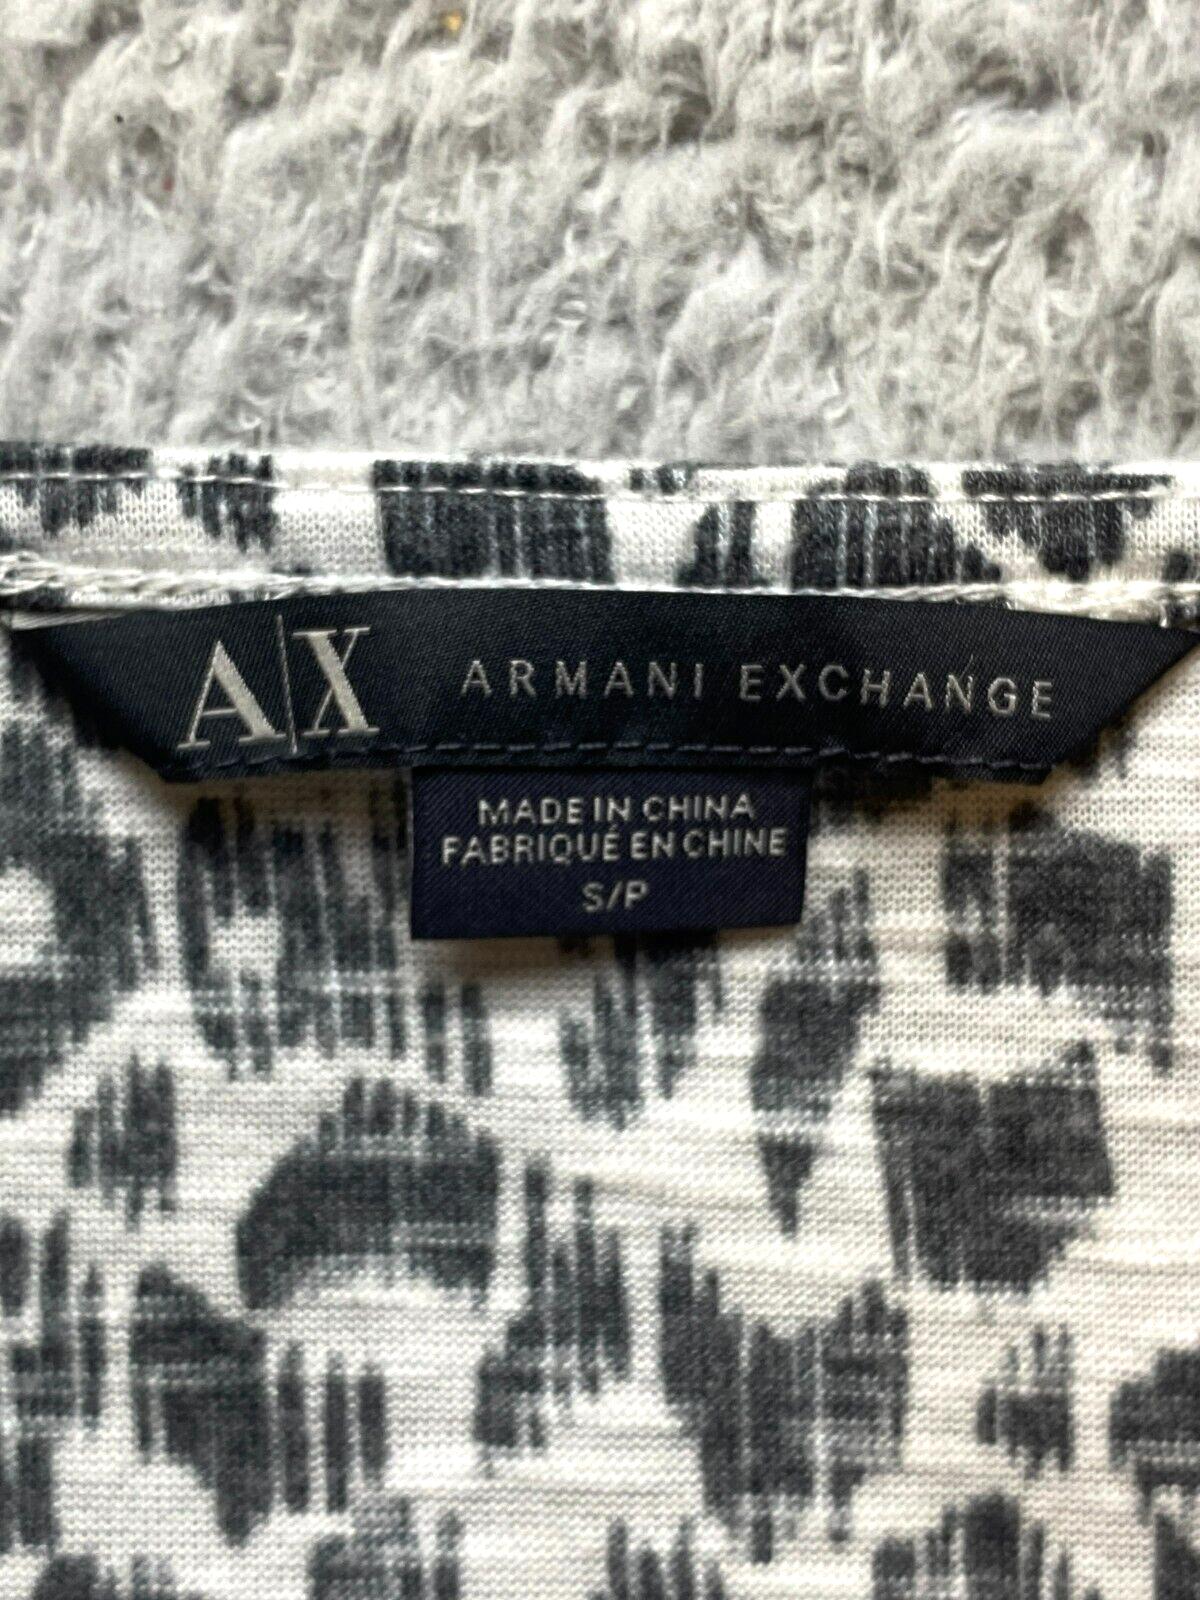 A|X ARMANI EXCHANGE
MADE IN CHINA
FABRIQUÉ EN CHINE
S/P